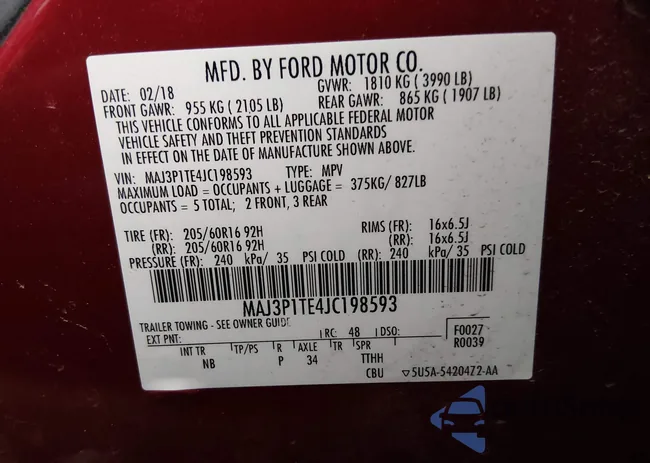 MFD. BY FORD MOTOR CO.
DATE: 02/18 GVWR: 1810 KG ( 3990 LB)
FRONT GAWR: 955 KG ( 2105 LB) REAR GAWR: 865 KG ( 1907 LB)
THIS VEHICLE CONFORMS TO ALL APPLICABLE FEDERAL MOTOR
VEHICLE SAFETY AND THEFT PREVENTION STANDARDS
IN EFFECT ON THE DATE OF MANUFACTURE SHOWN ABOVE.
VIN: MAJ3P1TE4JC198593 TYPE: MPV
MAXIMUM LOAD = OCCUPANTS + LUGGAGE = 375KG/ 827LB
OCCUPANTS = 5 TOTAL; 2 FRONT, 3 REAR
TIRE (FR): 205/60R16 92H RIMS (FR): 16x6.5J
(RR): 205/60R16 92H (RR): 16x6.5J
PRESSURE (FR): 240 kPa/ 35 PSI COLD (RR): 240 kPa/ 35 PSI COLD
MAJ3P1TE4JC198593
TRAILER TOWING - SEE OWNER GUIDE
EXT PNT: RC: 48 DSO: F0027
INT TR TP/PS R AXLE TR SPR R0039
NB P 34 TTHH
CBU ▽5U5A-5420472-AA